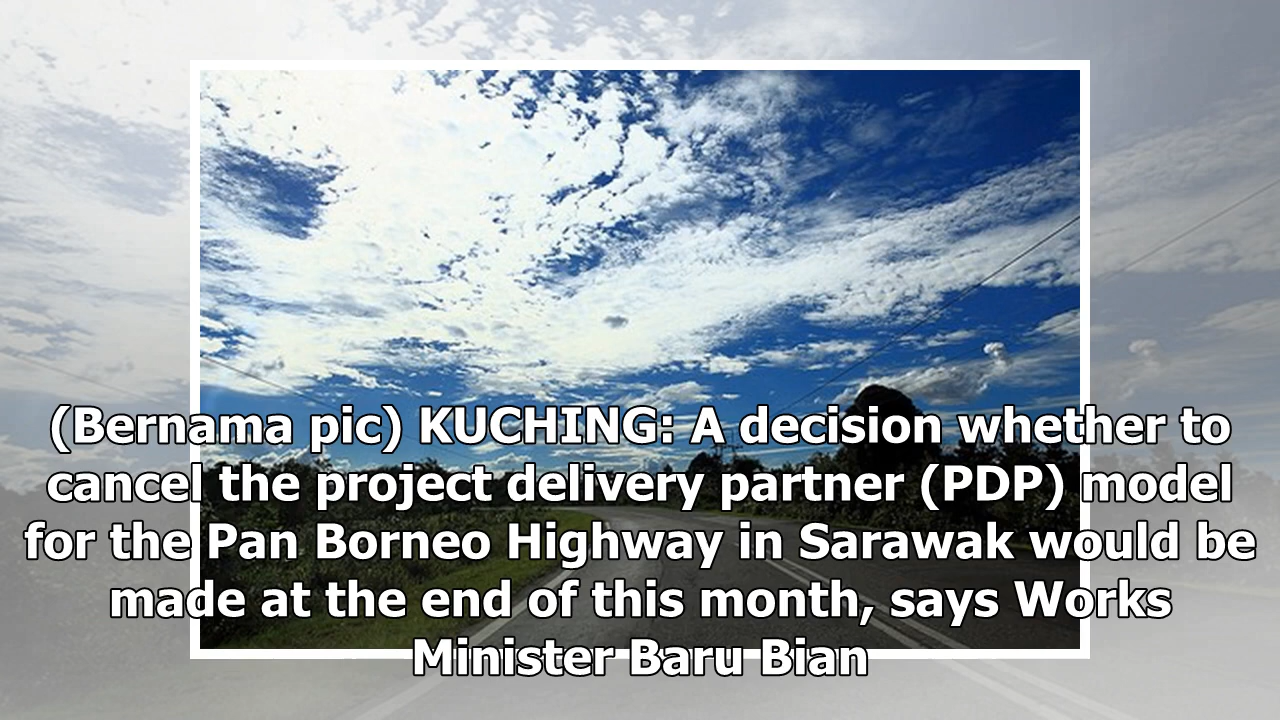 (Bernama pic) KUCHING: A decision whether to
cancel the project delivery partner (PDP) model
for the Pan Borneo Highway in Sarawak would be
made at the end of this month, says Works
Minister Baru Bian